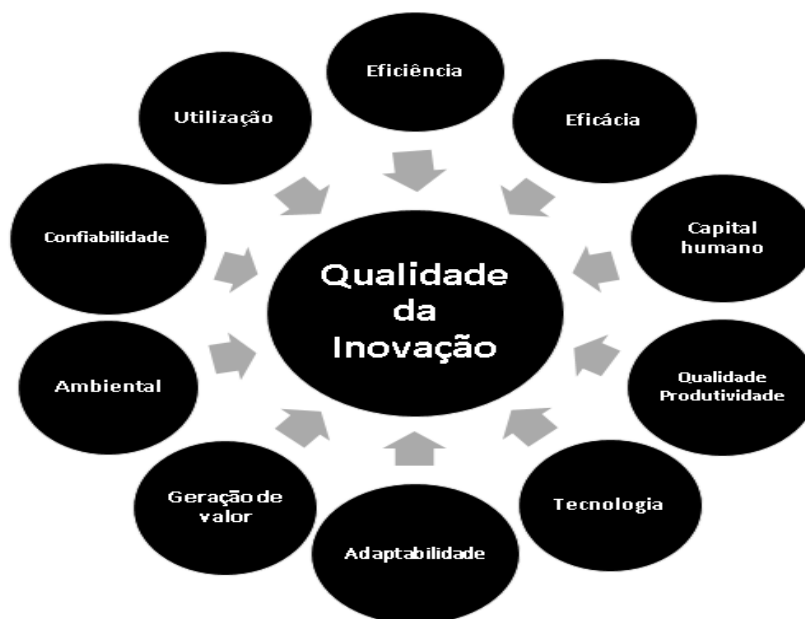 Eficiência
Eficácia
Capital
humano
Qualidade
Produtividade
Tecnologia
Adaptabilidade
Geração de
valor
Ambiental
Confiabilidade
Utilização
Qualidade
da
Inovação